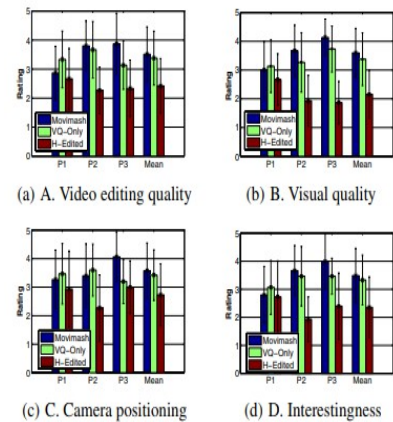 5
4
3
2
1
0
Rating
Movimash
VQ-Only
H-Edited
P1 P2 P3 Mean
(a) A. Video editing quality
5
4
3
2
1
0
Rating
Movimash
VQ-Only
H-Edited
P1 P2 P3 Mean
(b) B. Visual quality
5
4
3
2
1
0
Rating
Movimash
VQ-Only
H-Edited
P1 P2 P3 Mean
(c) C. Camera positioning
5
4
3
2
1
0
Rating
Movimash
VQ-Only
H-Edited
P1 P2 P3 Mean
(d) D. Interestingness